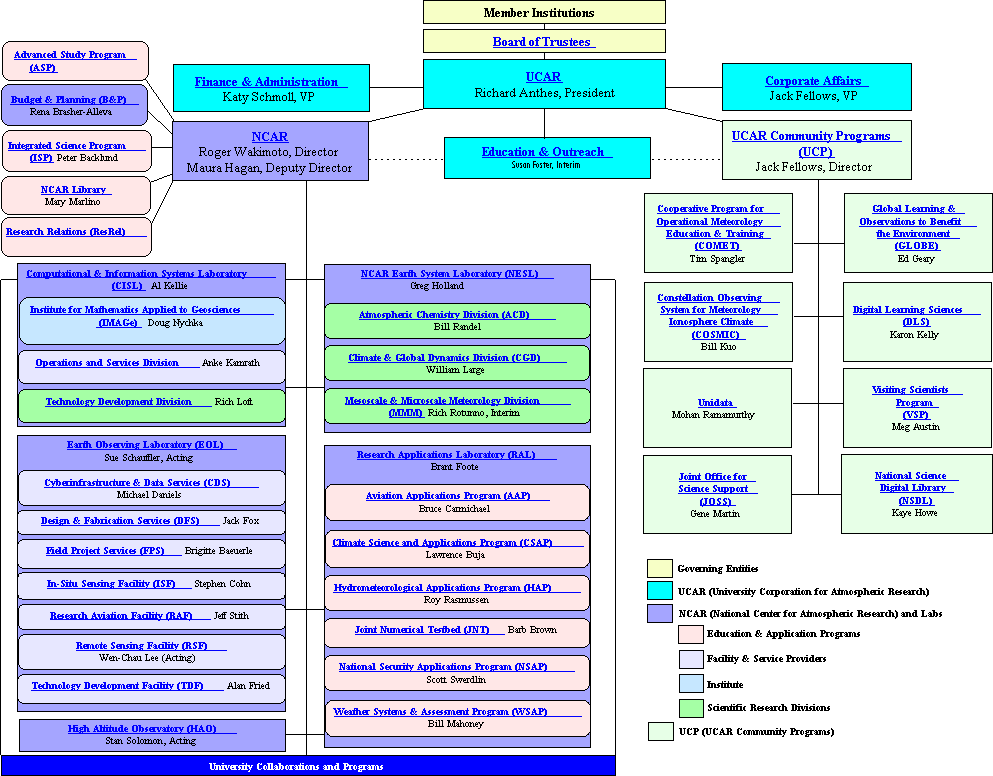 Member Institutions
Board of Trustees
Finance & Administration
Katy Schmoll, VP
UCAR
Richard Anthes, President
Corporate Affairs
Jack Fellows, VP
Advanced Study Program
(ASP)
Budget & Planning (B&P)
Rena Brasher-Alleva
Integrated Science Program
(ISP) Peter Backlund
NCAR Library
Mary Marlino
Research Relations (ResRel)
NCAR
Roger Wakimoto, Director
Maura Hagan, Deputy Director
Education & Outreach
Susan Foster, Interim
UCAR Community Programs
(UCP)
Jack Fellows, Director
Computational & Information Systems Laboratory
(CISL) Al Kellie
Institute for Mathematics Applied to Geosciences
(IMAGe) Doug Nychka
Operations and Services Division Anke Kamrath
Technology Development Division Rich Loft
Earth Observing Laboratory (EOL)
Sue Schauffler, Acting
Cyberinfrastructure & Data Services (CDS)
Michael Daniels
Design & Fabrication Services (DFS) Jack Fox
Field Project Services (FPS) Brigitte Baeuerle
In-Situ Sensing Facility (ISF) Stephen Cohn
Research Aviation Facility (RAF) Jeff Stith
Remote Sensing Facility (RSF)
Wen-Chau Lee (Acting)
Technology Development Facility (TDF) Alan Fried
High Altitude Observatory (HAO)
Stan Solomon, Acting
NCAR Earth System Laboratory (NESL)
Greg Holland
Atmospheric Chemistry Division (ACD)
Bill Randel
Climate & Global Dynamics Division (CGD)
William Large
Mesoscale & Microscale Meteorology Division
(MMM) Rich Rotunno, Interim
Research Applications Laboratory (RAL)
Brant Foote
Aviation Applications Program (AAP)
Bruce Carmichael
Climate Science and Applications Program (CSAP)
Lawrence Buja
Hydrometeorological Applications Program (HAP)
Roy Rasmussen
Joint Numerical Testbed (JNT) Barb Brown
National Security Applications Program (NSAP)
Scott Swerdlin
Weather Systems & Assessment Program (WSAP)
Bill Mahoney
University Collaborations and Programs
Cooperative Program for
Operational Meteorology
Education & Training
(COMET)
Tim Spangler
Global Learning &
Observations to Benefit
the Environment
(GLOBE)
Ed Geary
Constellation Observing
System for Meteorology
Ionosphere Climate
(COSMIC)
Bill Kuo
Digital Learning Sciences
(DLS)
Karon Kelly
Unidata
Mohan Ramamurthy
Visiting Scientists
Program
(VSP)
Meg Austin
Joint Office for
Science Support
(JOSS)
Gene Martin
National Science
Digital Library
(NSDL)
Kaye Howe
Governing Entities
UCAR (University Corporation for Atmospheric Research)
NCAR (National Center for Atmospheric Research) and Labs
Education & Application Programs
Facility & Service Providers
Institute
Scientific Research Divisions
UCP (UCAR Community Programs)